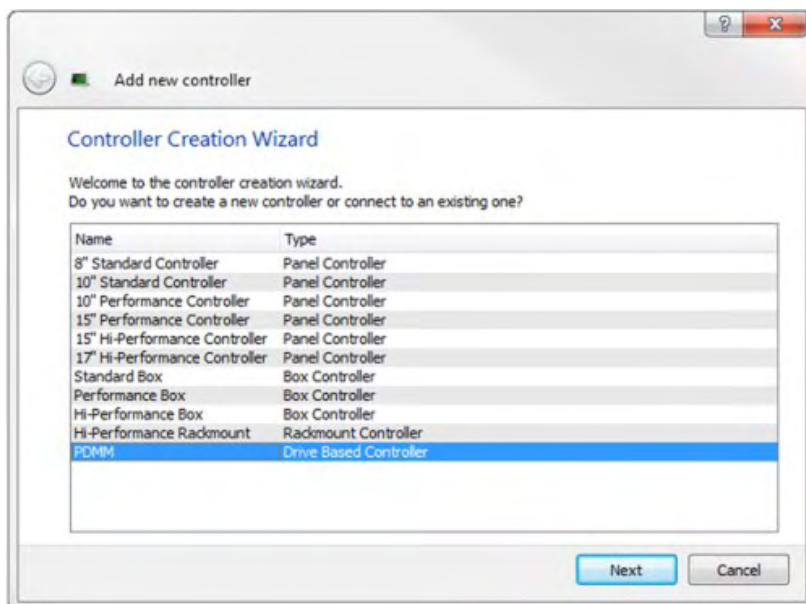 Add new controller
Controller Creation Wizard
Welcome to the controller creation wizard.
Do you want to create a new controller or connect to an existing one?
Name Type
8" Standard Controller Panel Controller
10" Standard Controller Panel Controller
10" Performance Controller Panel Controller
15" Performance Controller Panel Controller
15" Hi-Performance Controller Panel Controller
17" Hi-Performance Controller Panel Controller
Standard Box Box Controller
Performance Box Box Controller
Hi-Performance Box Box Controller
Hi-Performance Rackmount Rackmount Controller
PDMM Drive Based Controller
Next Cancel